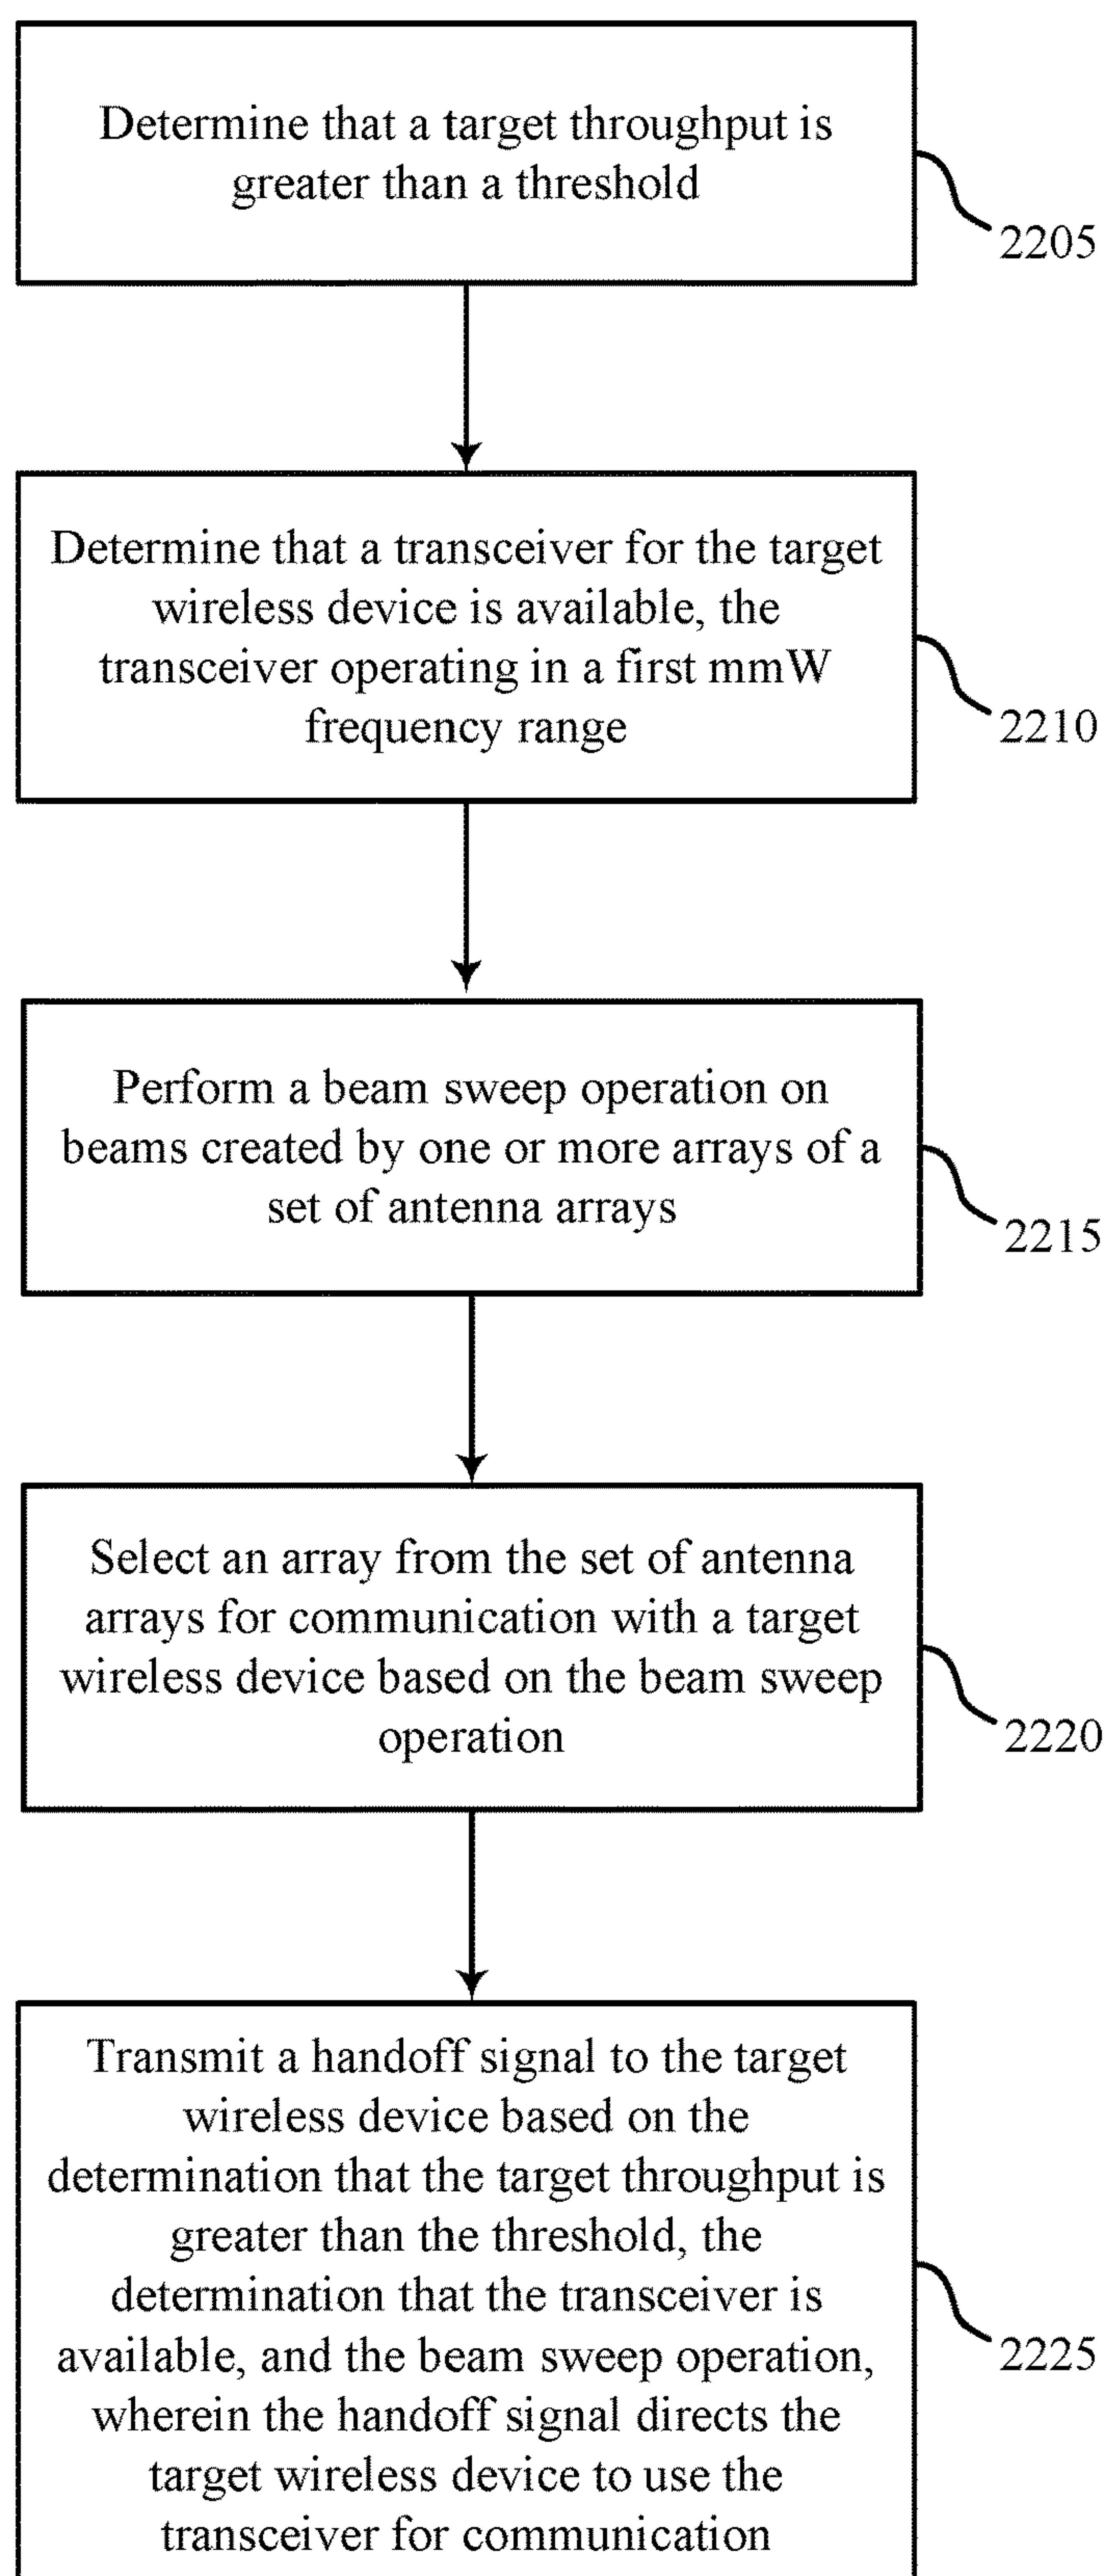 Determine that a target throughput is
greater than a threshold
2205
Determine that a transceiver for the target
wireless device is available, the
transceiver operating in a first mmW
frequency range
2210
Perform a beam sweep operation on
beams created by one or more arrays of a
set of antenna arrays
2215
Select an array from the set of antenna
arrays for communication with a target
wireless device based on the beam sweep
operation
2220
Transmit a handoff signal to the target
wireless device based on the
determination that the target throughput is
greater than the threshold, the
determination that the transceiver is
available, and the beam sweep operation,
wherein the handoff signal directs the
target wireless device to use the
transceiver for communication
2225